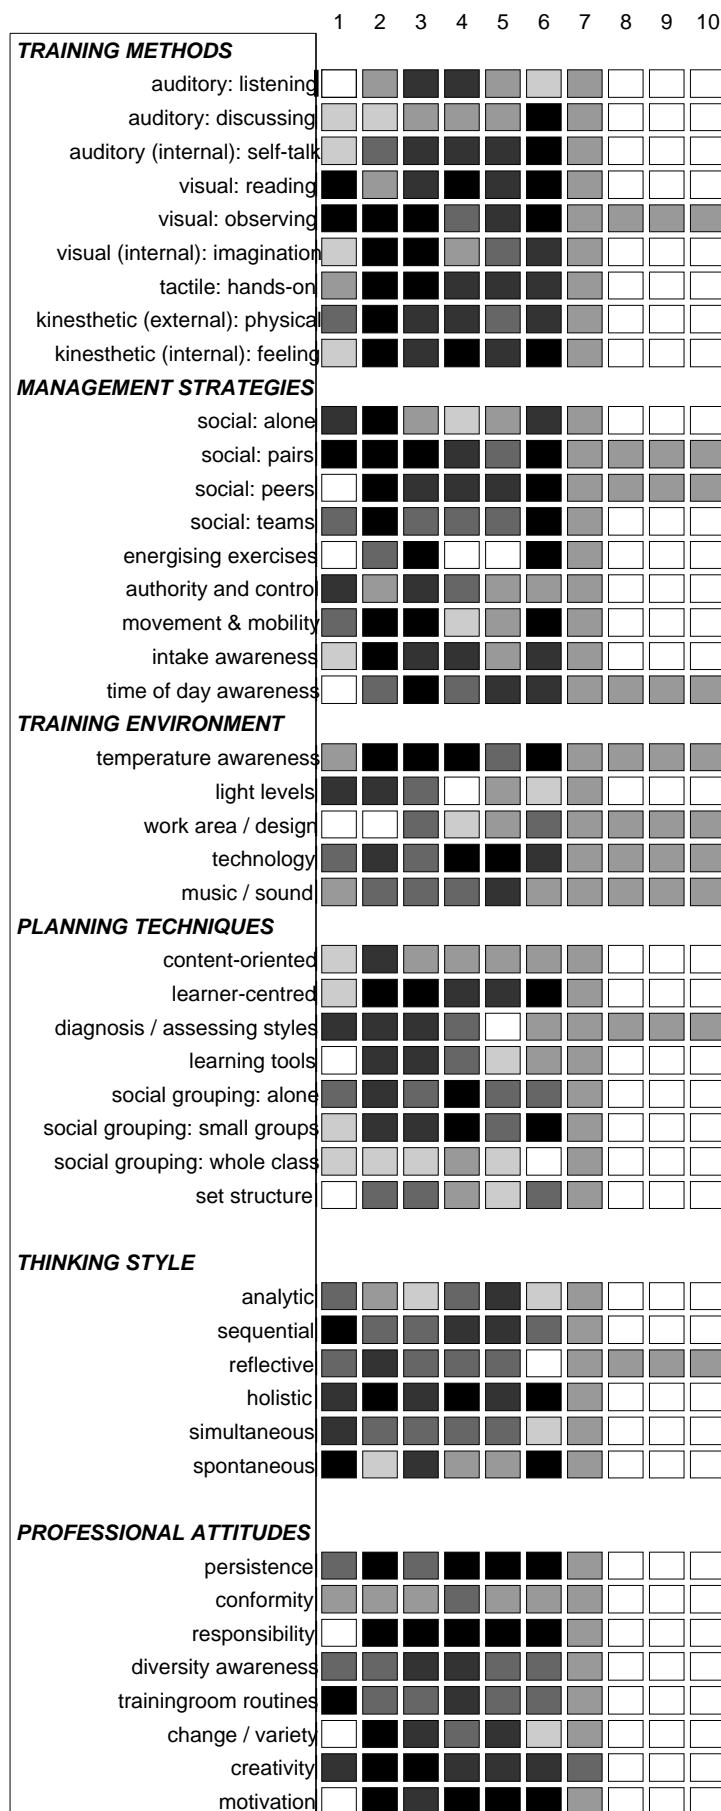 1 2 3 4 5 6 7 8 9 10
TRAINING METHODS
auditory: listening
auditory: discussing
auditory (internal): self-talk
visual: reading
visual: observing
visual (internal): imagination
tactile: hands-on
kinesthetic (external): physical
kinesthetic (internal): feeling
MANAGEMENT STRATEGIES
social: alone
social: pairs
social: peers
social: teams
energising exercises
authority and control
movement & mobility
intake awareness
time of day awareness
TRAINING ENVIRONMENT
temperature awareness
light levels
work area / design
technology
music / sound
PLANNING TECHNIQUES
content-oriented
learner-centred
diagnosis / assessing styles
learning tools
social grouping: alone
social grouping: small groups
social grouping: whole class
set structure
THINKING STYLE
analytic
sequential
reflective
holistic
simultaneous
spontaneous
PROFESSIONAL ATTITUDES
persistence
conformity
responsibility
diversity awareness
trainingroom routines
change / variety
creativity
motivation